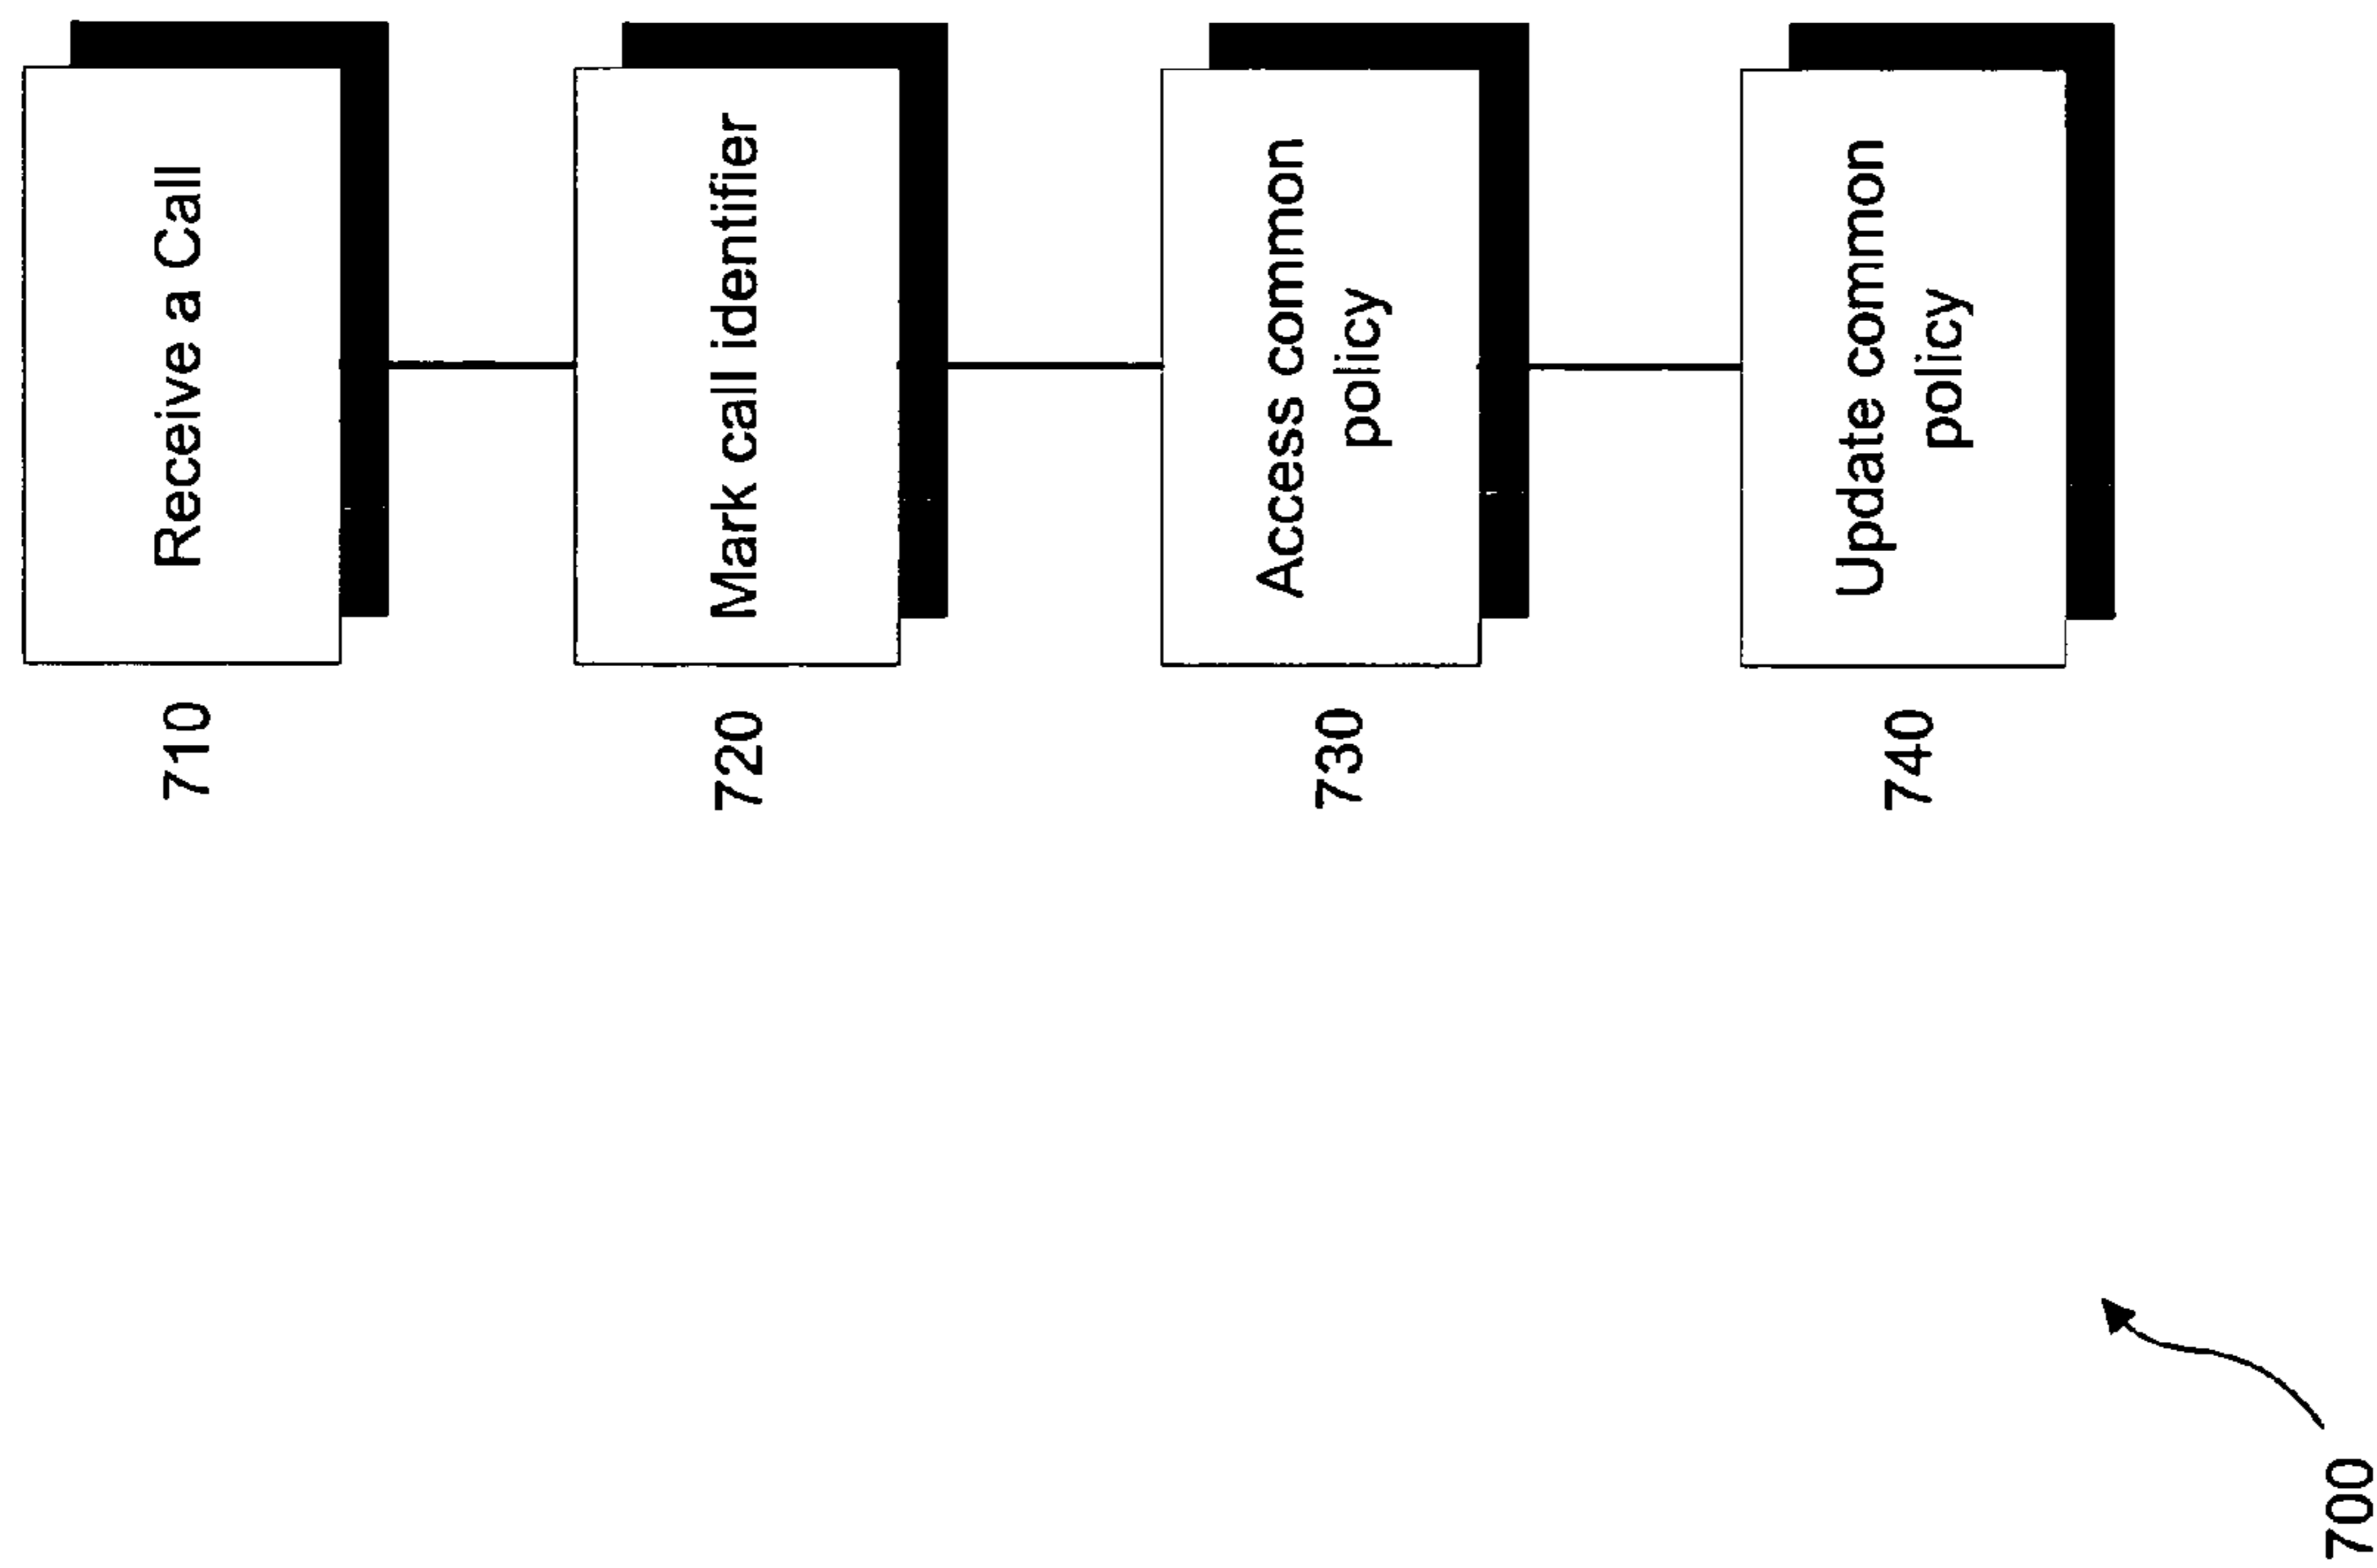 710
Receive a Call
720
Mark call identifier
730
Access common
policy
740
Update common
policy
700